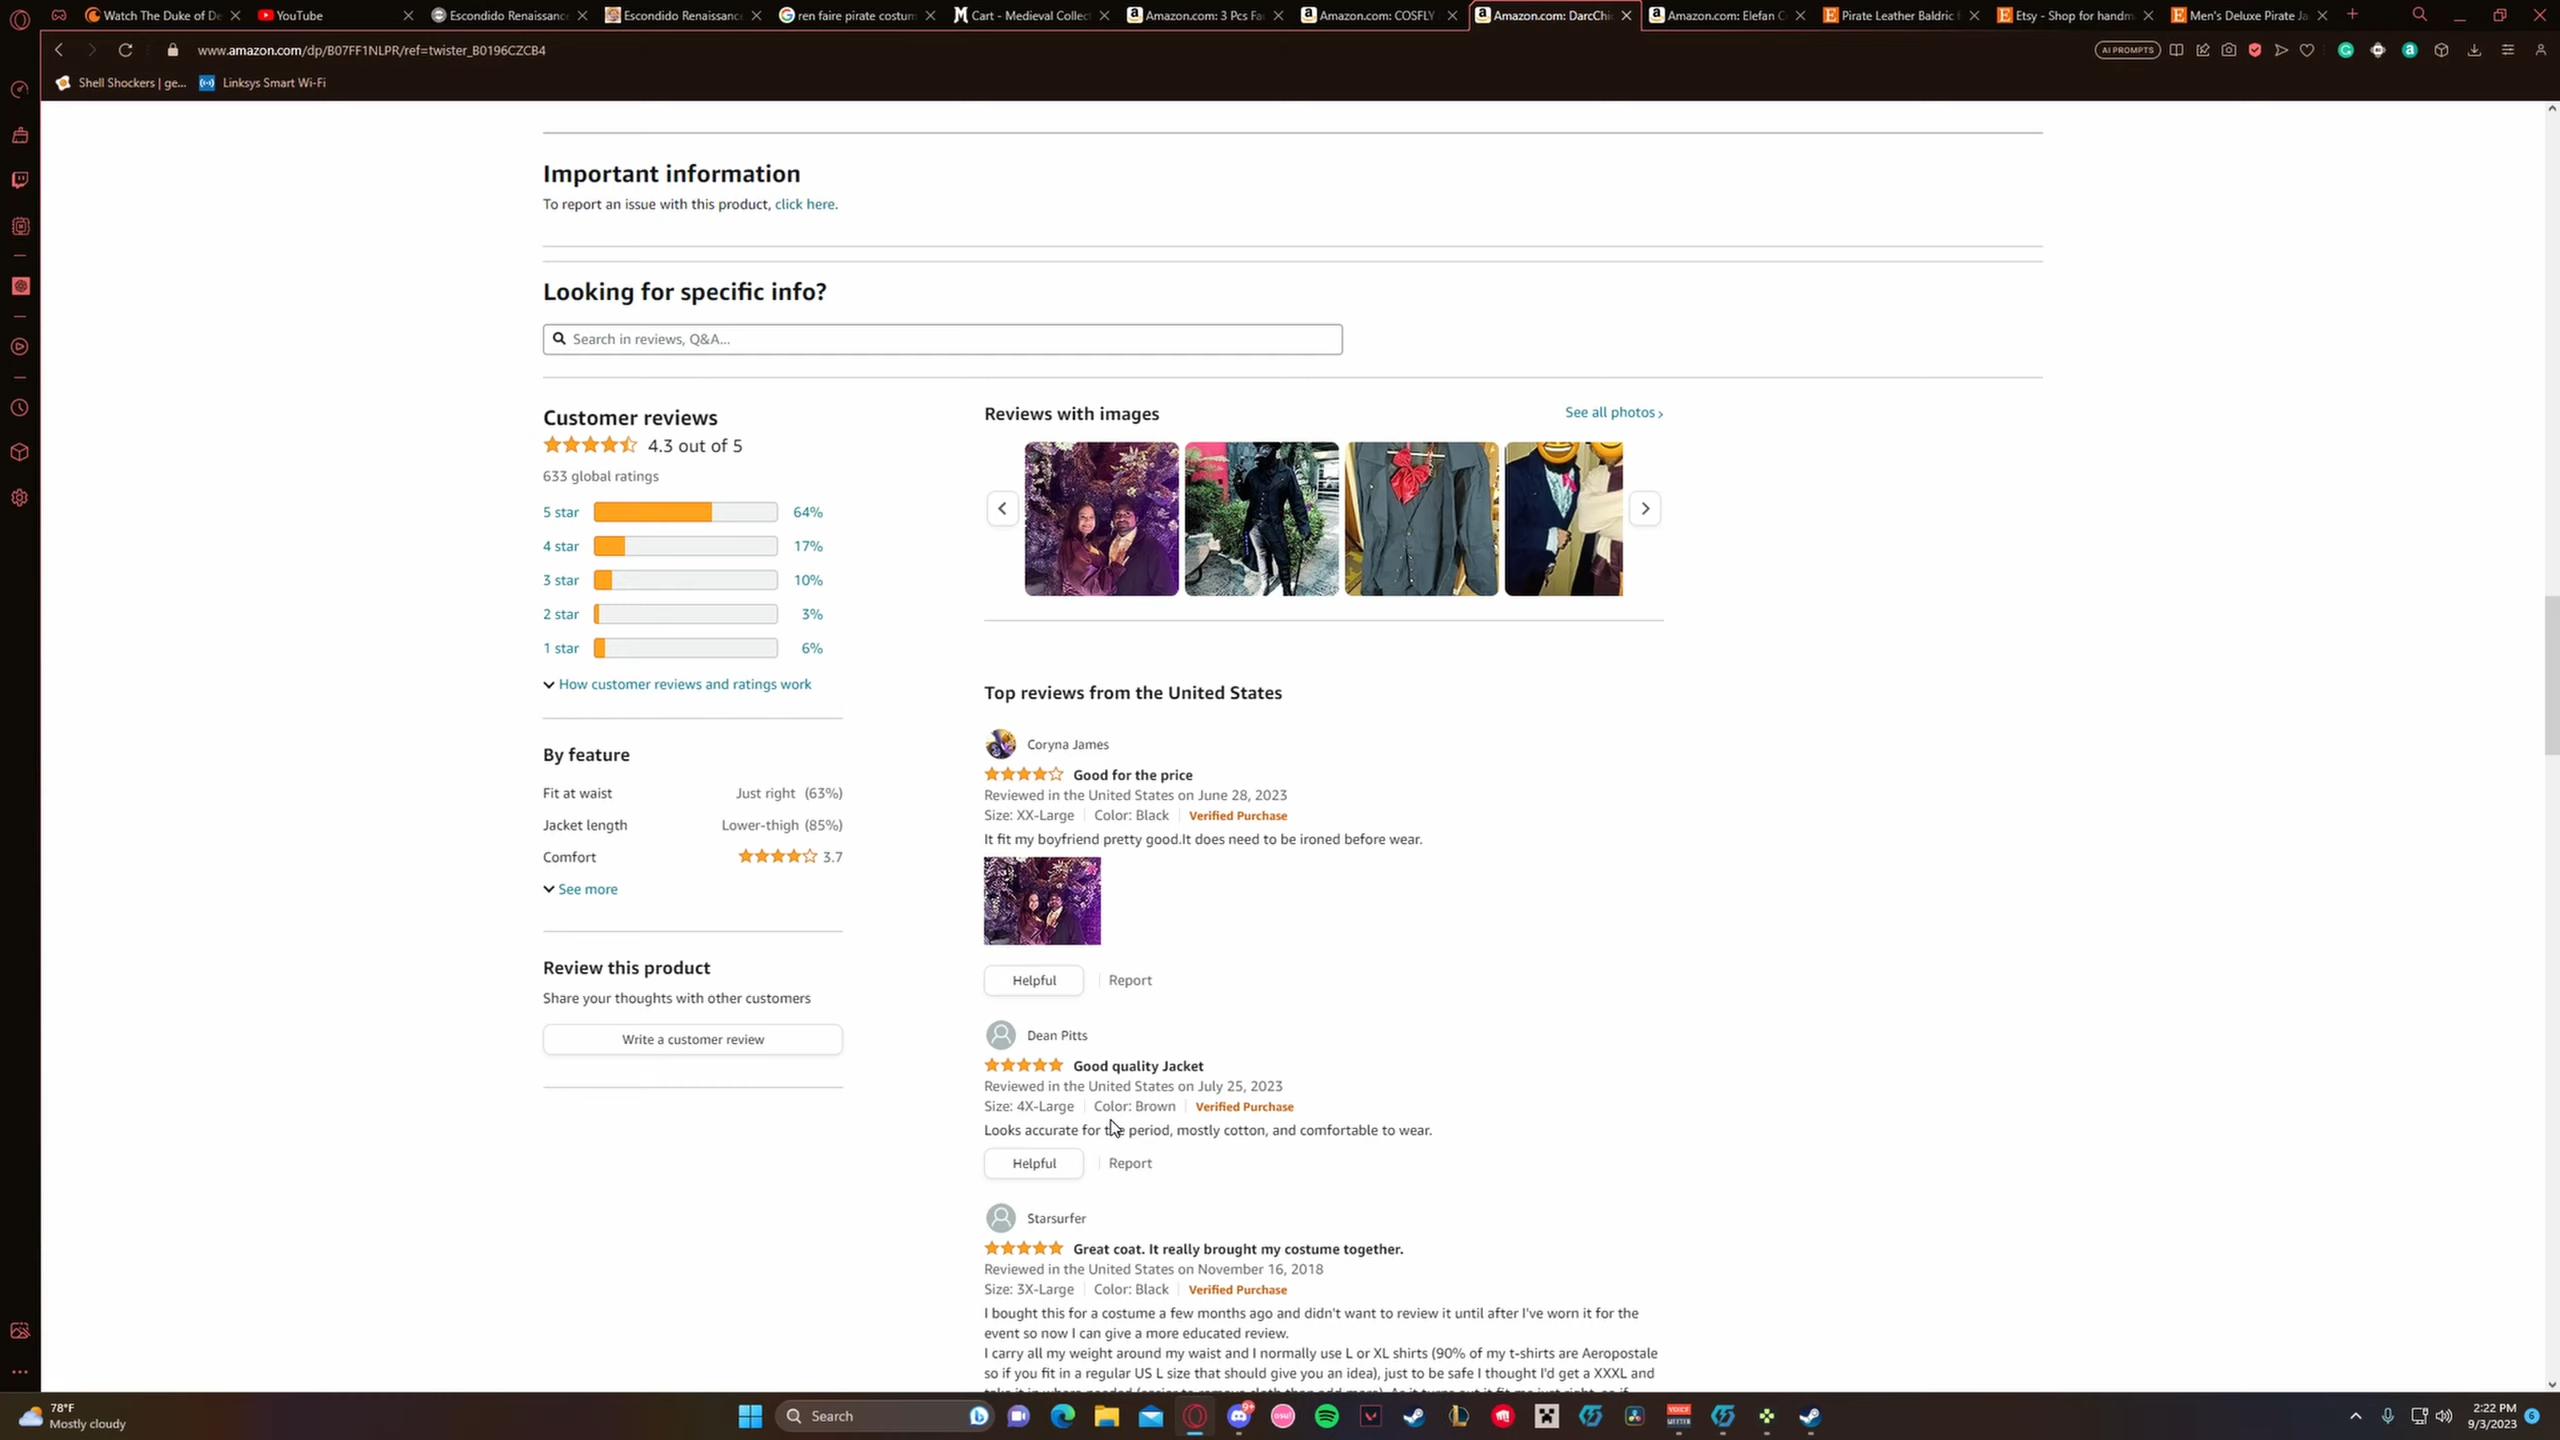 Watch The Duke of De
YouTube
Escondido Renaissanc
Escondido Renaissanc
ren faire pirate costum
Cart - Medieval Collec
Amazon.com: 3 Pcs Fa
Amazon.com: COSFLY
Amazon.com: DarcChi
Amazon.com: Elefan C
Pirate Leather Baldric
Etsy - Shop for handm
Men's Deluxe Pirate Ja
www.amazon.com/dp/B07FF1NLPR/ref=twister_B0196CZCB4
AI PROMPTS
Shell Shockers | ge...
Linksys Smart Wi-Fi
Important information
To report an issue with this product, click here.
Looking for specific info?
Search in reviews, Q&A...
Customer reviews
4.3 out of 5
633 global ratings
5 star 64%
4 star 17%
3 star 10%
2 star 3%
1 star 6%
How customer reviews and ratings work
By feature
Fit at waist Just right (63%)
Jacket length Lower-thigh (85%)
Comfort 3.7
See more
Review this product
Share your thoughts with other customers
Write a customer review
Reviews with images
See all photos ›
Top reviews from the United States
Coryna James
Good for the price
Reviewed in the United States on June 28, 2023
Size: XX-Large | Color: Black | Verified Purchase
It fit my boyfriend pretty good.It does need to be ironed before wear.
Helpful | Report
Dean Pitts
Good quality Jacket
Reviewed in the United States on July 25, 2023
Size: 4X-Large | Color: Brown | Verified Purchase
Looks accurate for the period, mostly cotton, and comfortable to wear.
Helpful | Report
Starsurfer
Great coat. It really brought my costume together.
Reviewed in the United States on November 16, 2018
Size: 3X-Large | Color: Black | Verified Purchase
I bought this for a costume a few months ago and didn't want to review it until after I've worn it for the
event so now I can give a more educated review.
I carry all my weight around my waist and I normally use L or XL shirts (90% of my t-shirts are Aeropostale
so if you fit in a regular US L size that should give you an idea), just to be safe I thought I'd get a XXXL and
78°F
Mostly cloudy
Search
2:22 PM
9/3/2023
6